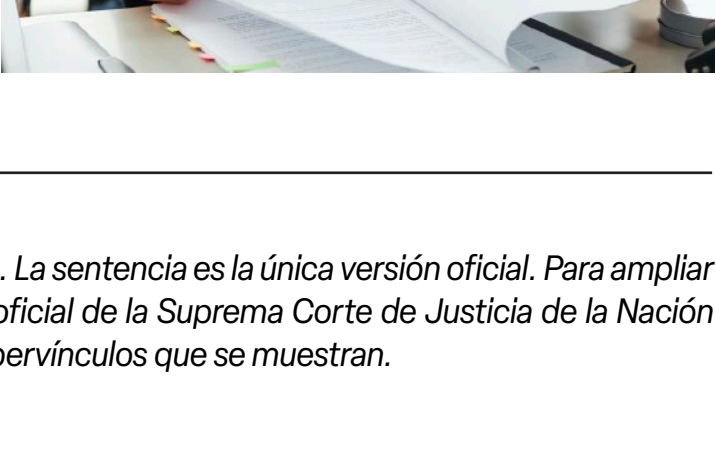 . La sentencia es la única versión oficial. Para ampliar
oficial de la Suprema Corte de Justicia de la Nación
pervínculos que se muestran.